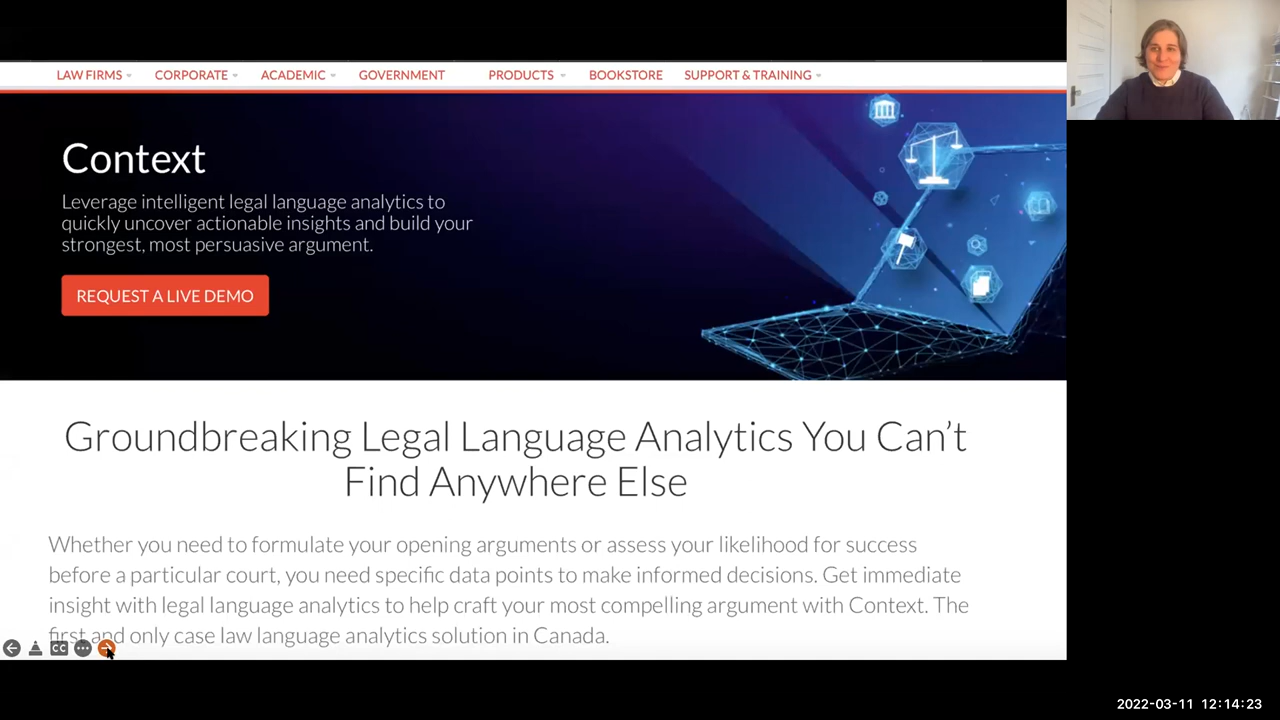 LAW FIRMS CORPORATE ACADEMIC GOVERNMENT PRODUCTS BOOKSTORE SUPPORT & TRAINING
Context
Leverage intelligent legal language analytics to
quickly uncover actionable insights and build your
strongest, most persuasive argument.
REQUEST A LIVE DEMO
Groundbreaking Legal Language Analytics You Can’t
Find Anywhere Else
Whether you need to formulate your opening arguments or assess your likelihood for success
before a particular court, you need specific data points to make informed decisions. Get immediate
insight with legal language analytics to help craft your most compelling argument with Context. The
first and only case law language analytics solution in Canada.
CC
2022-03-11 12:14:23